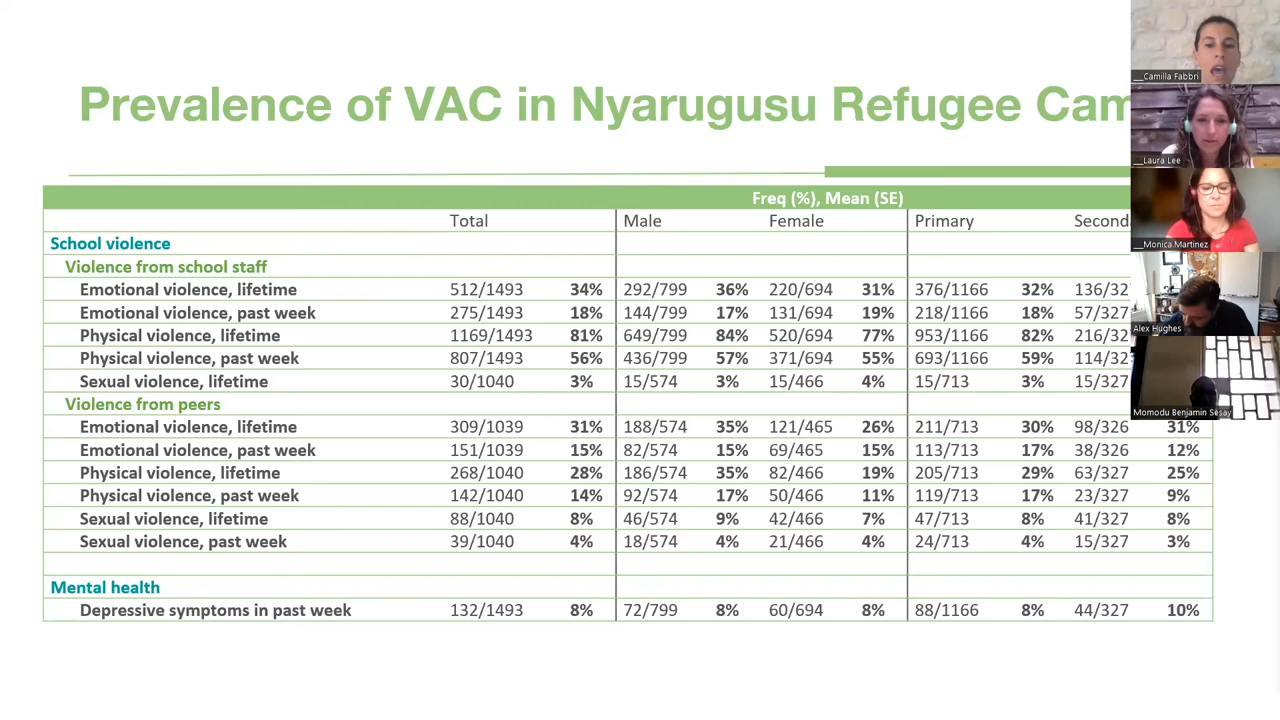 Prevalence of VAC in Nyarugusu Refugee Cam
Freq (%), Mean (SE)
Total Male Female Primary Second
School violence
Violence from school staff
Emotional violence, lifetime 512/1493 34% 292/799 36% 220/694 31% 376/1166 32% 136/327
Emotional violence, past week 275/1493 18% 144/799 17% 131/694 19% 218/1166 18% 57/327
Physical violence, lifetime 1169/1493 81% 649/799 84% 520/694 77% 953/1166 82% 216/32
Physical violence, past week 807/1493 56% 436/799 57% 371/694 55% 693/1166 59% 114/32
Sexual violence, lifetime 30/1040 3% 15/574 3% 15/466 4% 15/713 3% 15/327
Violence from peers
Emotional violence, lifetime 309/1039 31% 188/574 35% 121/465 26% 211/713 30% 98/326 31%
Emotional violence, past week 151/1039 15% 82/574 15% 69/465 15% 113/713 17% 38/326 12%
Physical violence, lifetime 268/1040 28% 186/574 35% 82/466 19% 205/713 29% 63/327 25%
Physical violence, past week 142/1040 14% 92/574 17% 50/466 11% 119/713 17% 23/327 9%
Sexual violence, lifetime 88/1040 8% 46/574 9% 42/466 7% 47/713 8% 41/327 8%
Sexual violence, past week 39/1040 4% 18/574 4% 21/466 4% 24/713 4% 15/327 3%
Mental health
Depressive symptoms in past week 132/1493 8% 72/799 8% 60/694 8% 88/1166 8% 44/327 10%
__Camilla Fabbri
__Laura Lee
__Monica Martinez
Alex Hughes
Momodu Benjamin Sesay